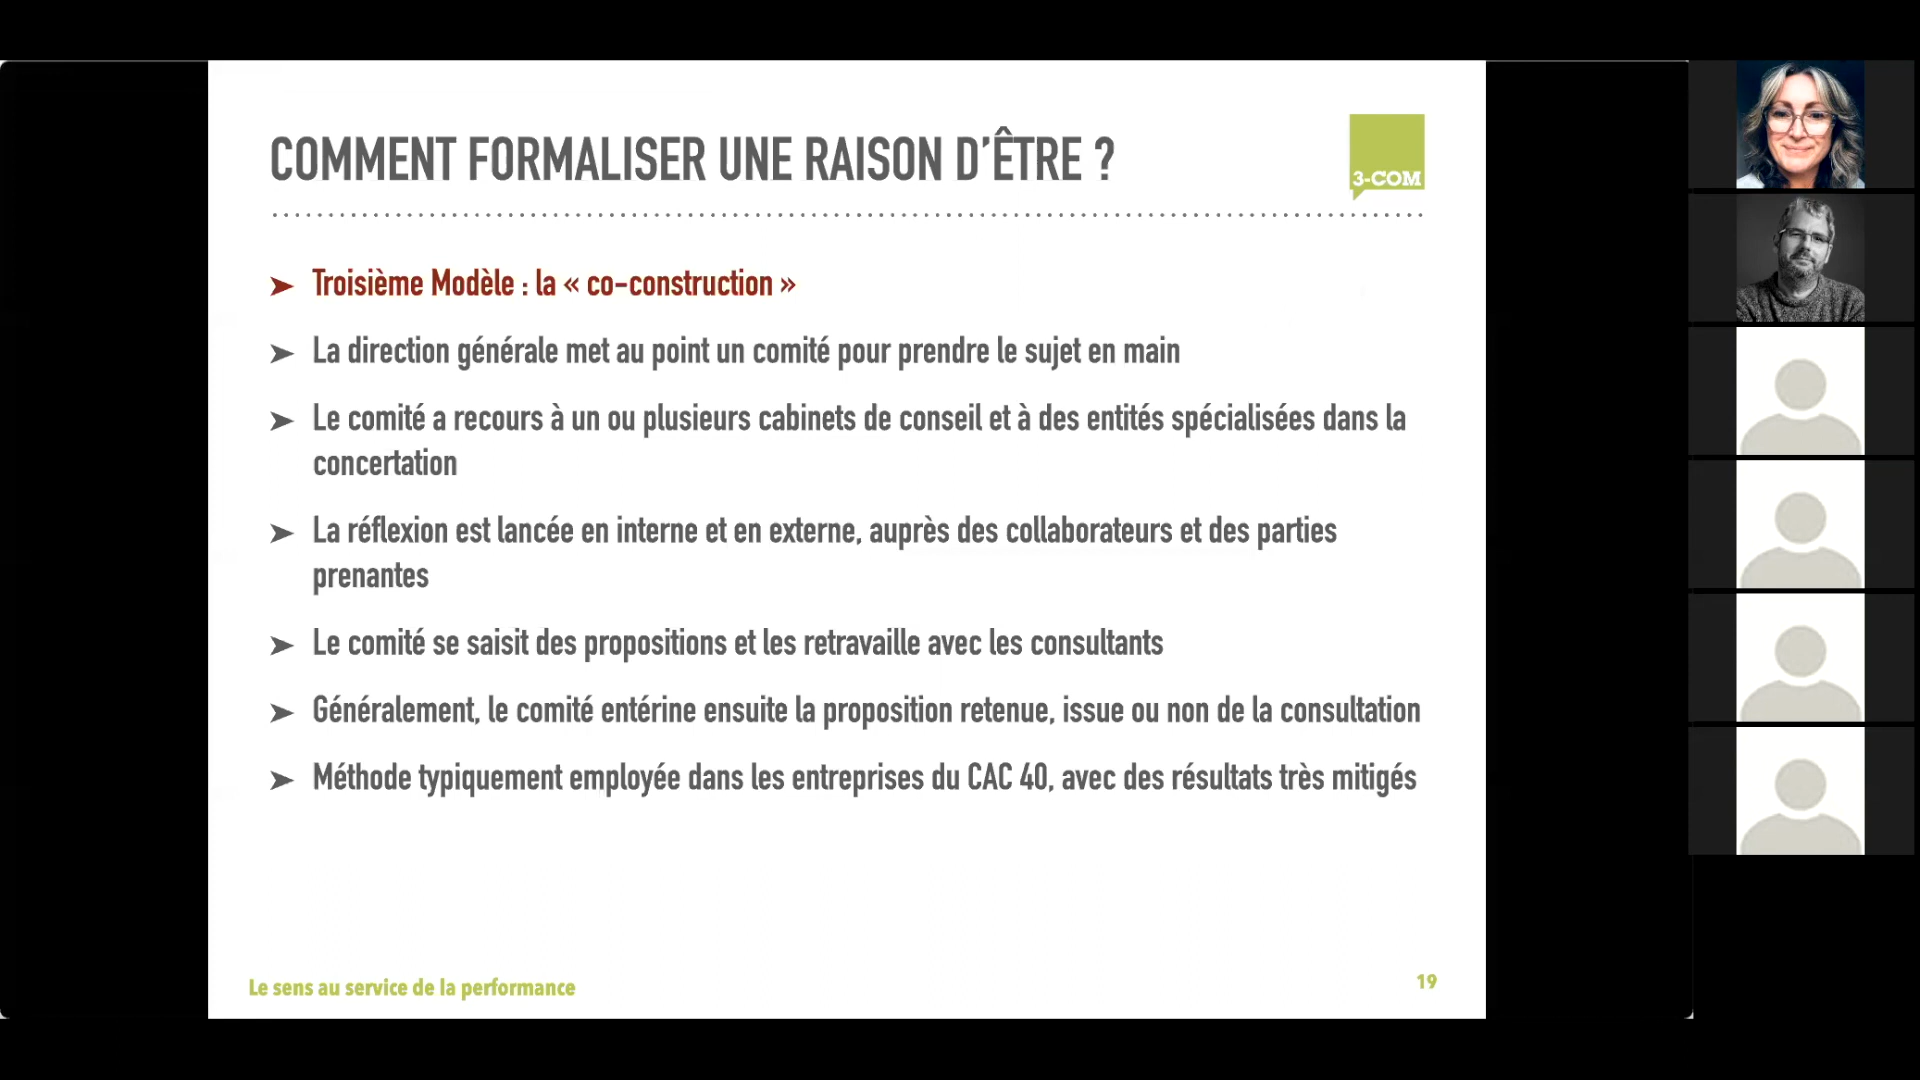 COMMENT FORMALISER UNE RAISON D’ÊTRE ?
3-COM
➤ Troisième Modèle : la « co-construction »
➤ La direction générale met au point un comité pour prendre le sujet en main
➤ Le comité a recours à un ou plusieurs cabinets de conseil et à des entités spécialisées dans la
concertation
➤ La réflexion est lancée en interne et en externe, auprès des collaborateurs et des parties
prenantes
➤ Le comité se saisit des propositions et les retravaille avec les consultants
➤ Généralement, le comité entérine ensuite la proposition retenue, issue ou non de la consultation
➤ Méthode typiquement employée dans les entreprises du CAC 40, avec des résultats très mitigés
Le sens au service de la performance
19